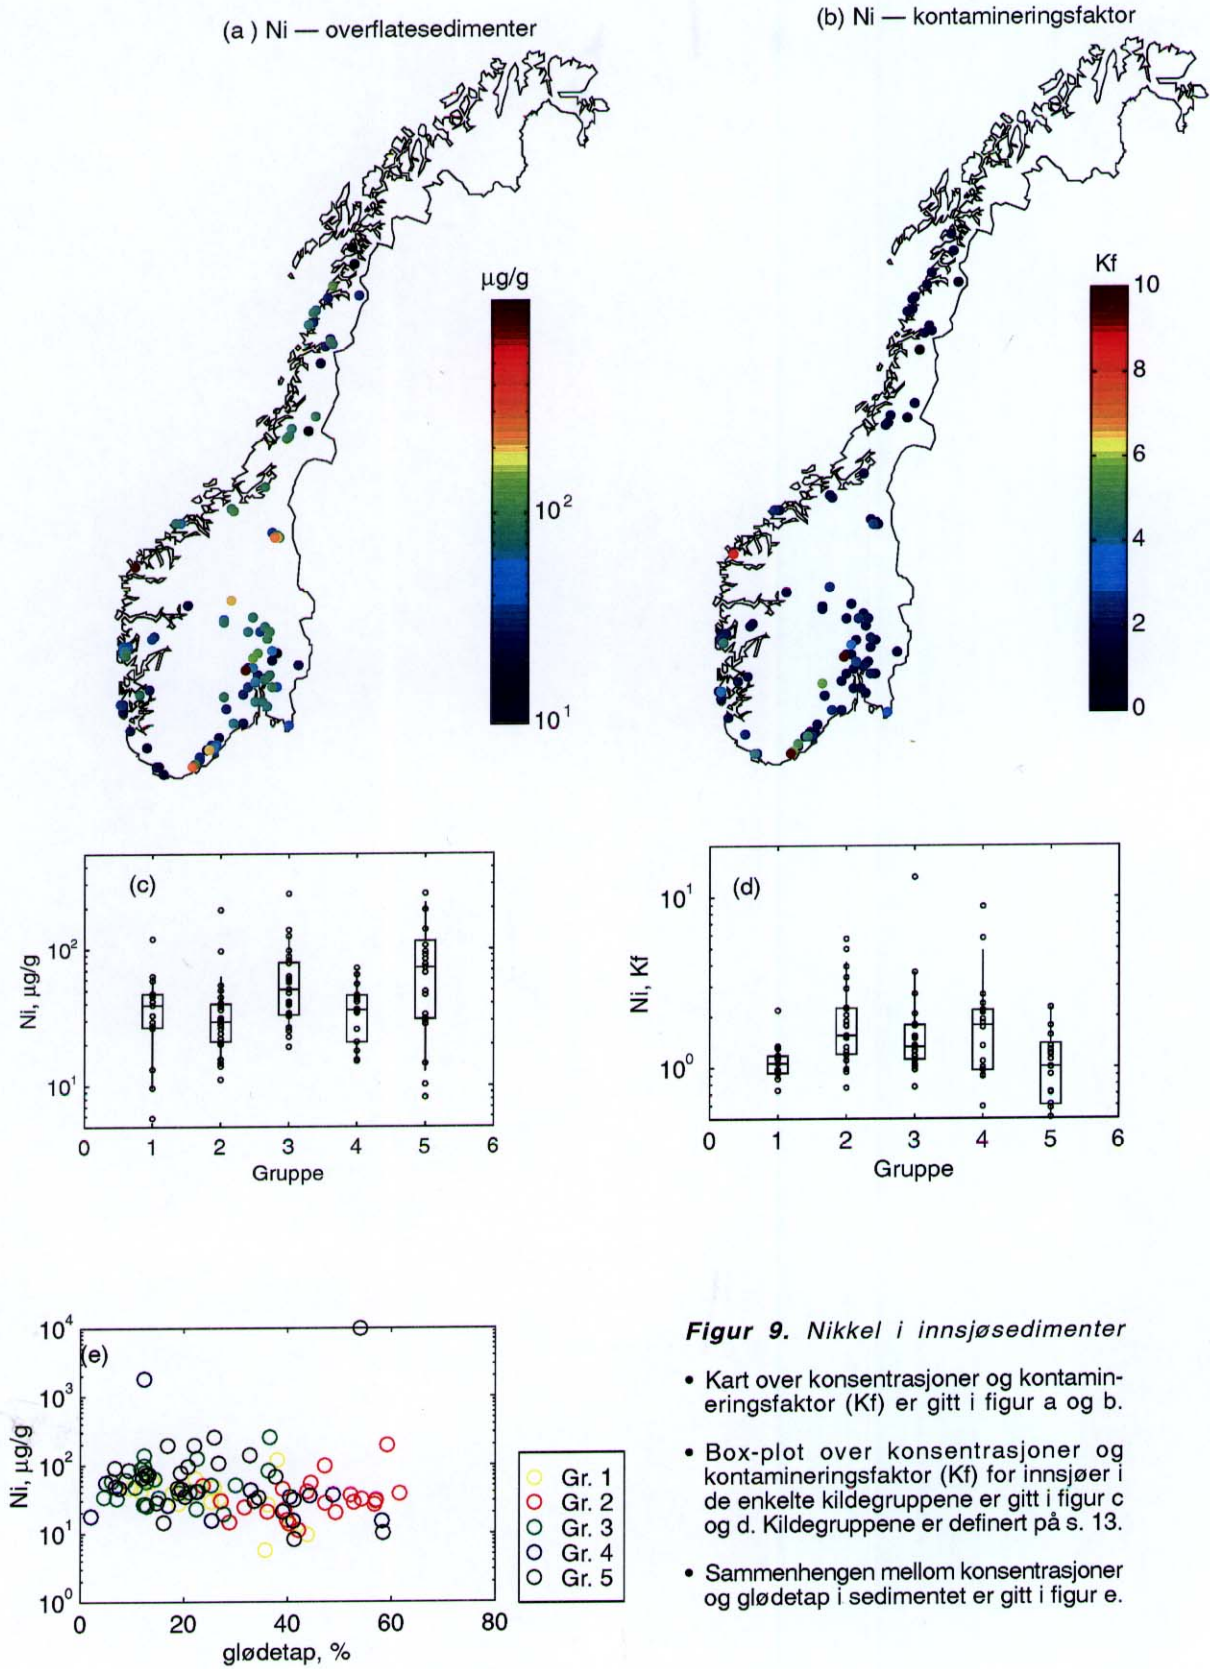 (a ) Ni — overflatesedimenter
(b) Ni — kontamineringsfaktor
µg/g
10²
10¹
Kf
10
8
6
4
2
0
(c)
Ni, µg/g
10²
10¹
0 1 2 3 4 5 6
Gruppe
(d)
Ni, Kf
10¹
10⁰
0 1 2 3 4 5 6
Gruppe
(e)
Ni, µg/g
10⁴
10³
10²
10¹
10⁰
0 20 40 60 80
glødetap, %
Gr. 1
Gr. 2
Gr. 3
Gr. 4
Gr. 5
Figur 9. Nikkel i innsjøsedimenter
• Kart over konsentrasjoner og kontamin-
eringsfaktor (Kf) er gitt i figur a og b.
• Box-plot over konsentrasjoner og
kontamineringsfaktor (Kf) for innsjøer i
de enkelte kildegruppene er gitt i figur c
og d. Kildegruppene er definert på s. 13.
• Sammenhengen mellom konsentrasjoner
og glødetap i sedimentet er gitt i figur e.